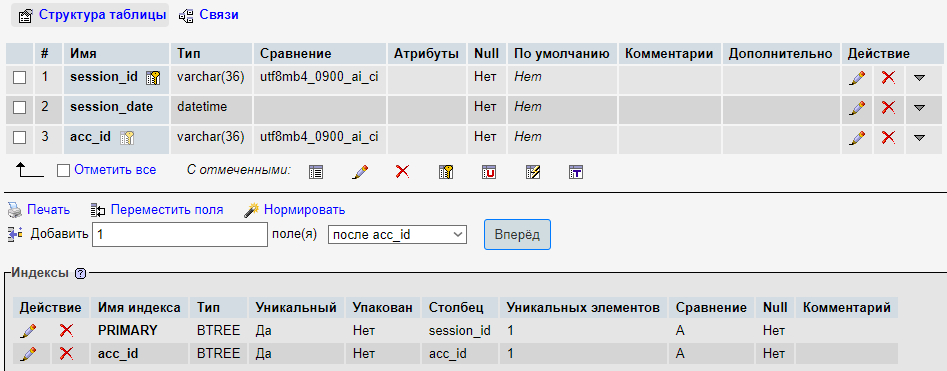 Структура таблицы Связи
# Имя Тип Сравнение Атрибуты Null По умолчанию Комментарии Дополнительно Действие
1 session_id varchar(36) utf8mb4_0900_ai_ci Нет Нет
2 session_date datetime Нет Нет
3 acc_id varchar(36) utf8mb4_0900_ai_ci Нет Нет
Отметить все С отмеченными:
Печать Переместить поля Нормировать
Добавить 1 поле(я) после acc_id Вперёд
Индексы
Действие Имя индекса Тип Уникальный Упакован Столбец Уникальных элементов Сравнение Null Комментарий
PRIMARY BTREE Да Нет session_id 1 A Нет
acc_id BTREE Да Нет acc_id 1 A Нет